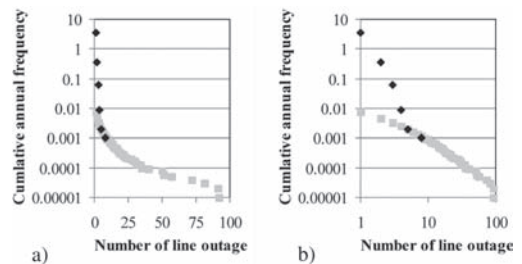 10
1
0.1
0.01
0.001
0.0001
0.00001
Cumulative annual frequency
0 25 50 75 100
Number of line outage
a)
10
1
0.1
0.01
0.001
0.0001
0.00001
Cumulative annual frequency
1 10 100
Number of line outage
b)